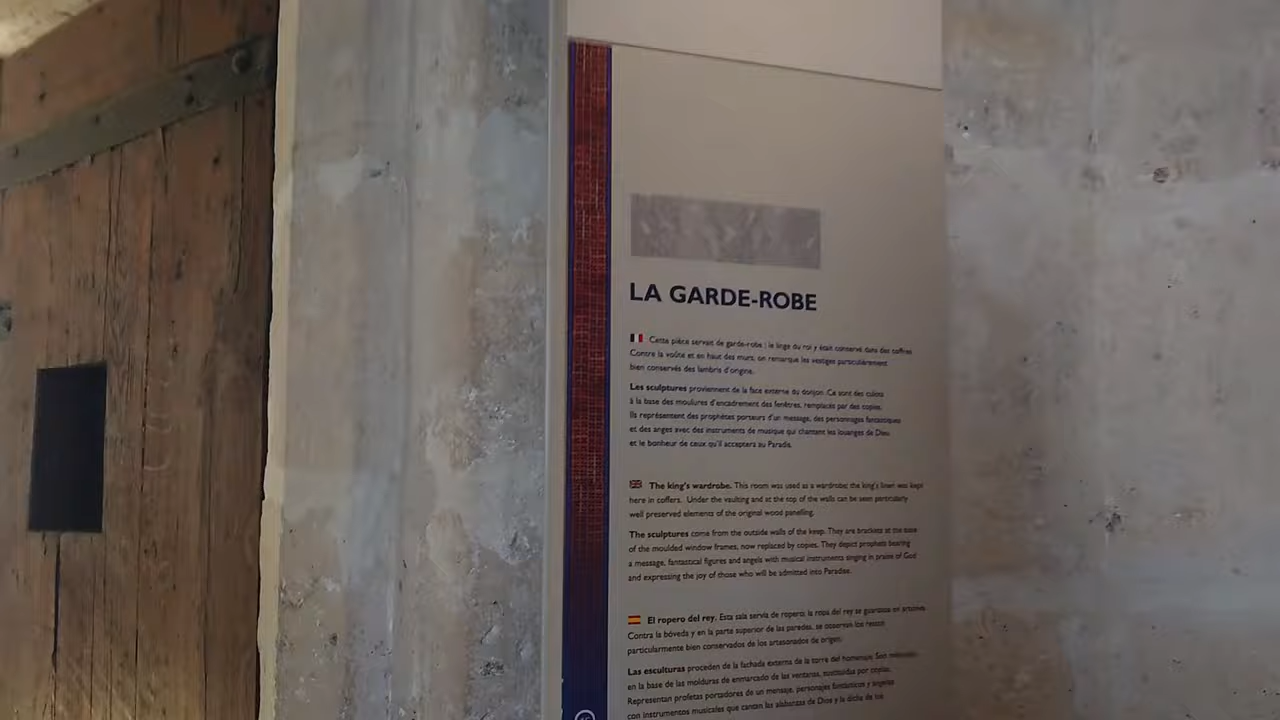 LA GARDE-ROBE
Cette pièce servait de garde-robe : le linge du roi y était conservé dans des coffres
Contre la voûte et en haut des murs, on remarque les vestiges particulièrement
bien conservés des lambris d'origine.
Les sculptures proviennent de la face externe du donjon. Ce sont des culots
à la base des moulures d'encadrement des fenêtres, remplacés par des copies.
Ils représentent des prophètes porteurs d'un message, des personnages fantastiques
et des anges avec des instruments de musique qui chantent les louanges de Dieu
et le bonheur de ceux qu'il acceptera au Paradis.
The king's wardrobe. This room was used as a wardrobe; the king's linen was kept
here in coffers. Under the vaulting and at the top of the walls can be seen particularly
well preserved elements of the original wood panelling.
The sculptures come from the outside walls of the keep. They are brackets at the base
of the moulded window frames, now replaced by copies. They depict prophets bearing
a message, fantastical figures and angels with musical instruments singing in praise of God
and expressing the joy of those who will be admitted into Paradise.
El ropero del rey. Esta sala servía de ropero; la ropa del rey se guardaba en arcones
Contra la bóveda y en la parte superior de las paredes, se observan los restos
particularmente bien conservados de los artesonados de origen.
Las esculturas proceden de la fachada externa de la torre del homenaje. Son
en la base de las molduras de enmarcado de las ventanas, sustituidas por copias.
Representan profetas portadores de un mensaje, personajes fantásticos y ángeles
con instrumentos musicales que cantan las alabanzas de Dios y la dicha de los